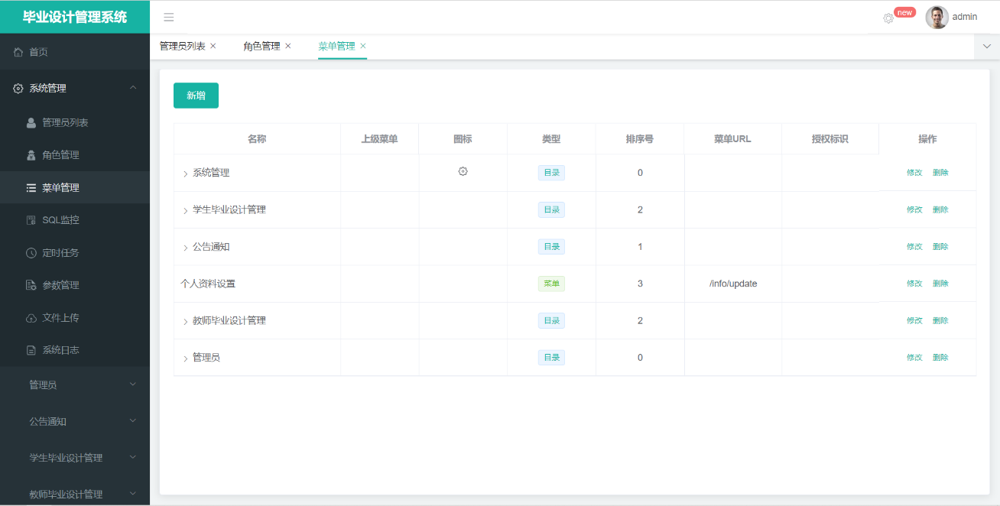 毕业设计管理系统
new
admin
首页
系统管理
管理员列表
角色管理
菜单管理
SQL监控
定时任务
参数管理
文件上传
系统日志
管理员
公告通知
学生毕业设计管理
教师毕业设计管理
管理员列表 角色管理 菜单管理
新增
名称 上级菜单 图标 类型 排序号 菜单URL 授权标识 操作
系统管理 目录 0 修改 删除
学生毕业设计管理 目录 2 修改 删除
公告通知 目录 1 修改 删除
个人资料设置 菜单 3 /info/update 修改 删除
教师毕业设计管理 目录 2 修改 删除
管理员 目录 0 修改 删除